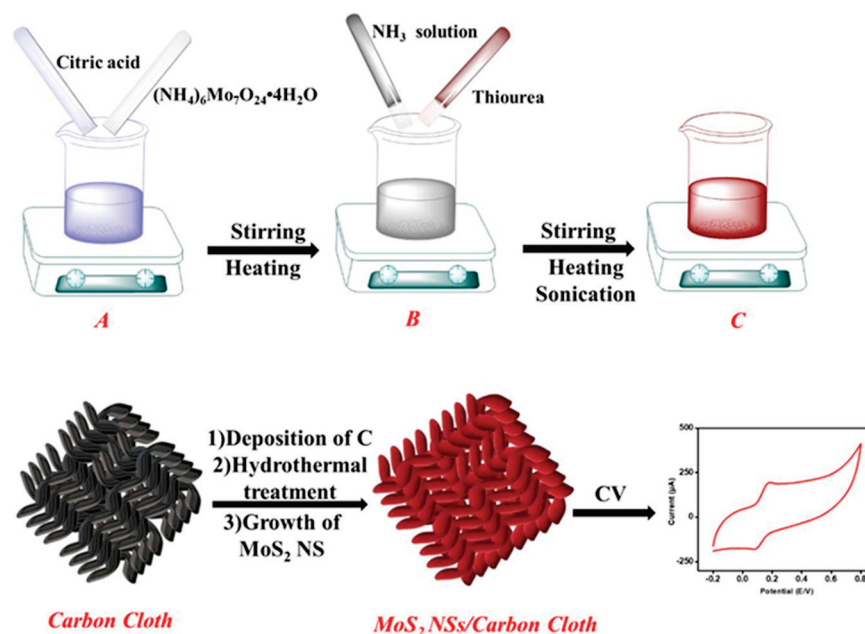 Citric acid
(NH₄)₆Mo₇O₂₄•4H₂O
NH₃ solution
Thiourea
Stirring
Heating
Stirring
Heating
Sonication
A
B
C
1)Deposition of C
2)Hydrothermal
treatment
3)Growth of
MoS₂ NS
CV
500
250
0
-250
Current (µA)
-0.2 0.0 0.2 0.4 0.6 0.8
Potential (E/V)
Carbon Cloth
MoS₂ NSs/Carbon Cloth